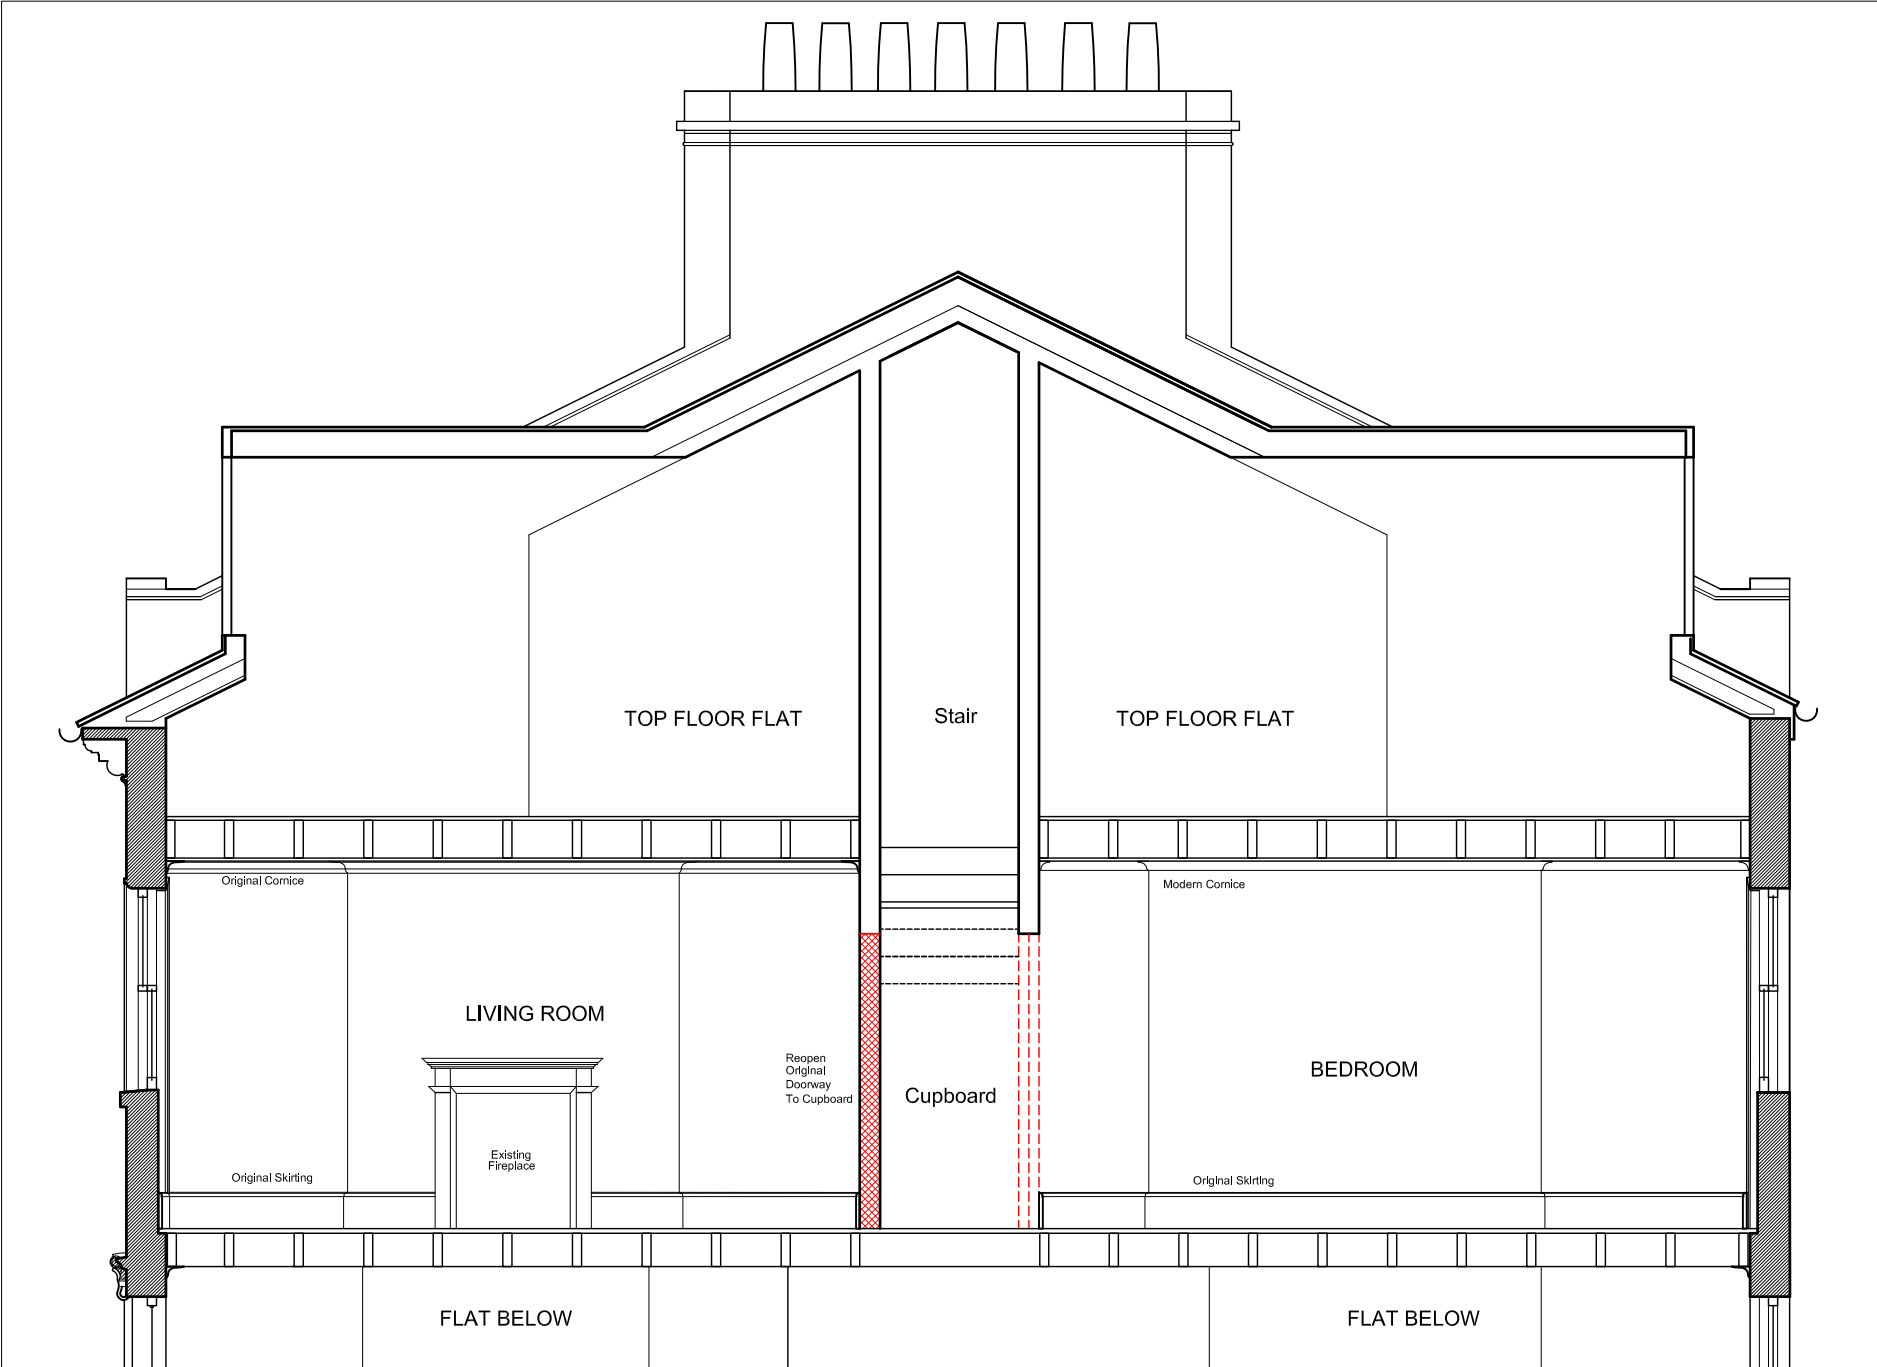 TOP FLOOR FLAT
Stair
TOP FLOOR FLAT
Original Cornice
Modern Cornice
LIVING ROOM
Reopen
Original
Doorway
To Cupboard
Cupboard
BEDROOM
Existing
Fireplace
Original Skirting
Original Skirting
FLAT BELOW
FLAT BELOW